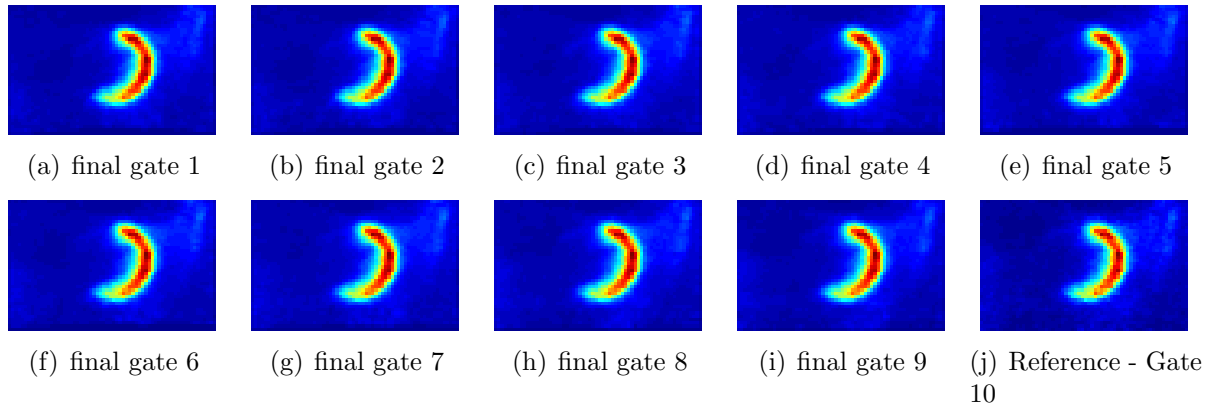 (a) final gate 1
(b) final gate 2
(c) final gate 3
(d) final gate 4
(e) final gate 5
(f) final gate 6
(g) final gate 7
(h) final gate 8
(i) final gate 9
(j) Reference - Gate
10